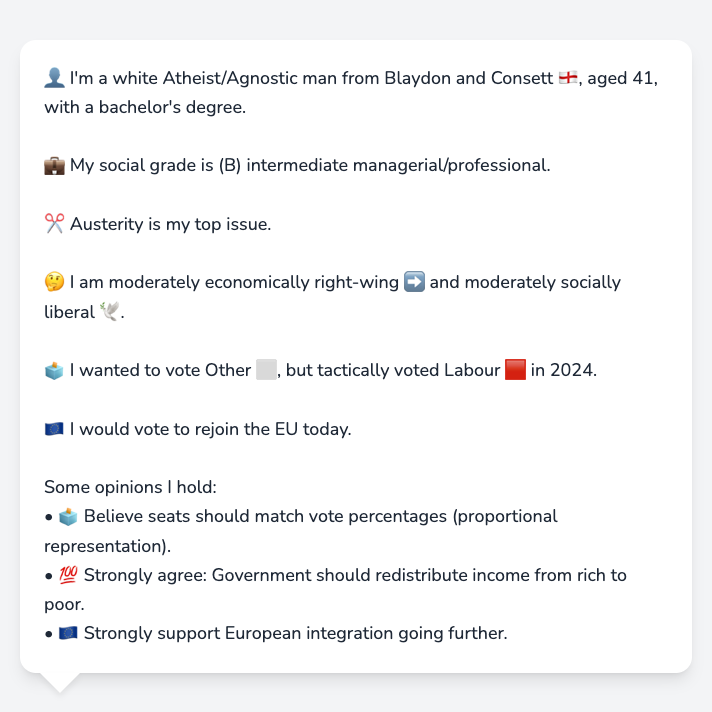 👤 I'm a white Atheist/Agnostic man from Blaydon and Consett 🏴󠁧󠁢󠁥󠁮󠁧󠁿, aged 41,
with a bachelor's degree.
💼 My social grade is (B) intermediate managerial/professional.
✂️ Austerity is my top issue.
🤔 I am moderately economically right-wing ➡️ and moderately socially
liberal 🕊️.
🗳️ I wanted to vote Other ⬜, but tactically voted Labour 🟥 in 2024.
🇪🇺 I would vote to rejoin the EU today.
Some opinions I hold:
• 🗳️ Believe seats should match vote percentages (proportional
representation).
• 💯 Strongly agree: Government should redistribute income from rich to
poor.
• 🇪🇺 Strongly support European integration going further.